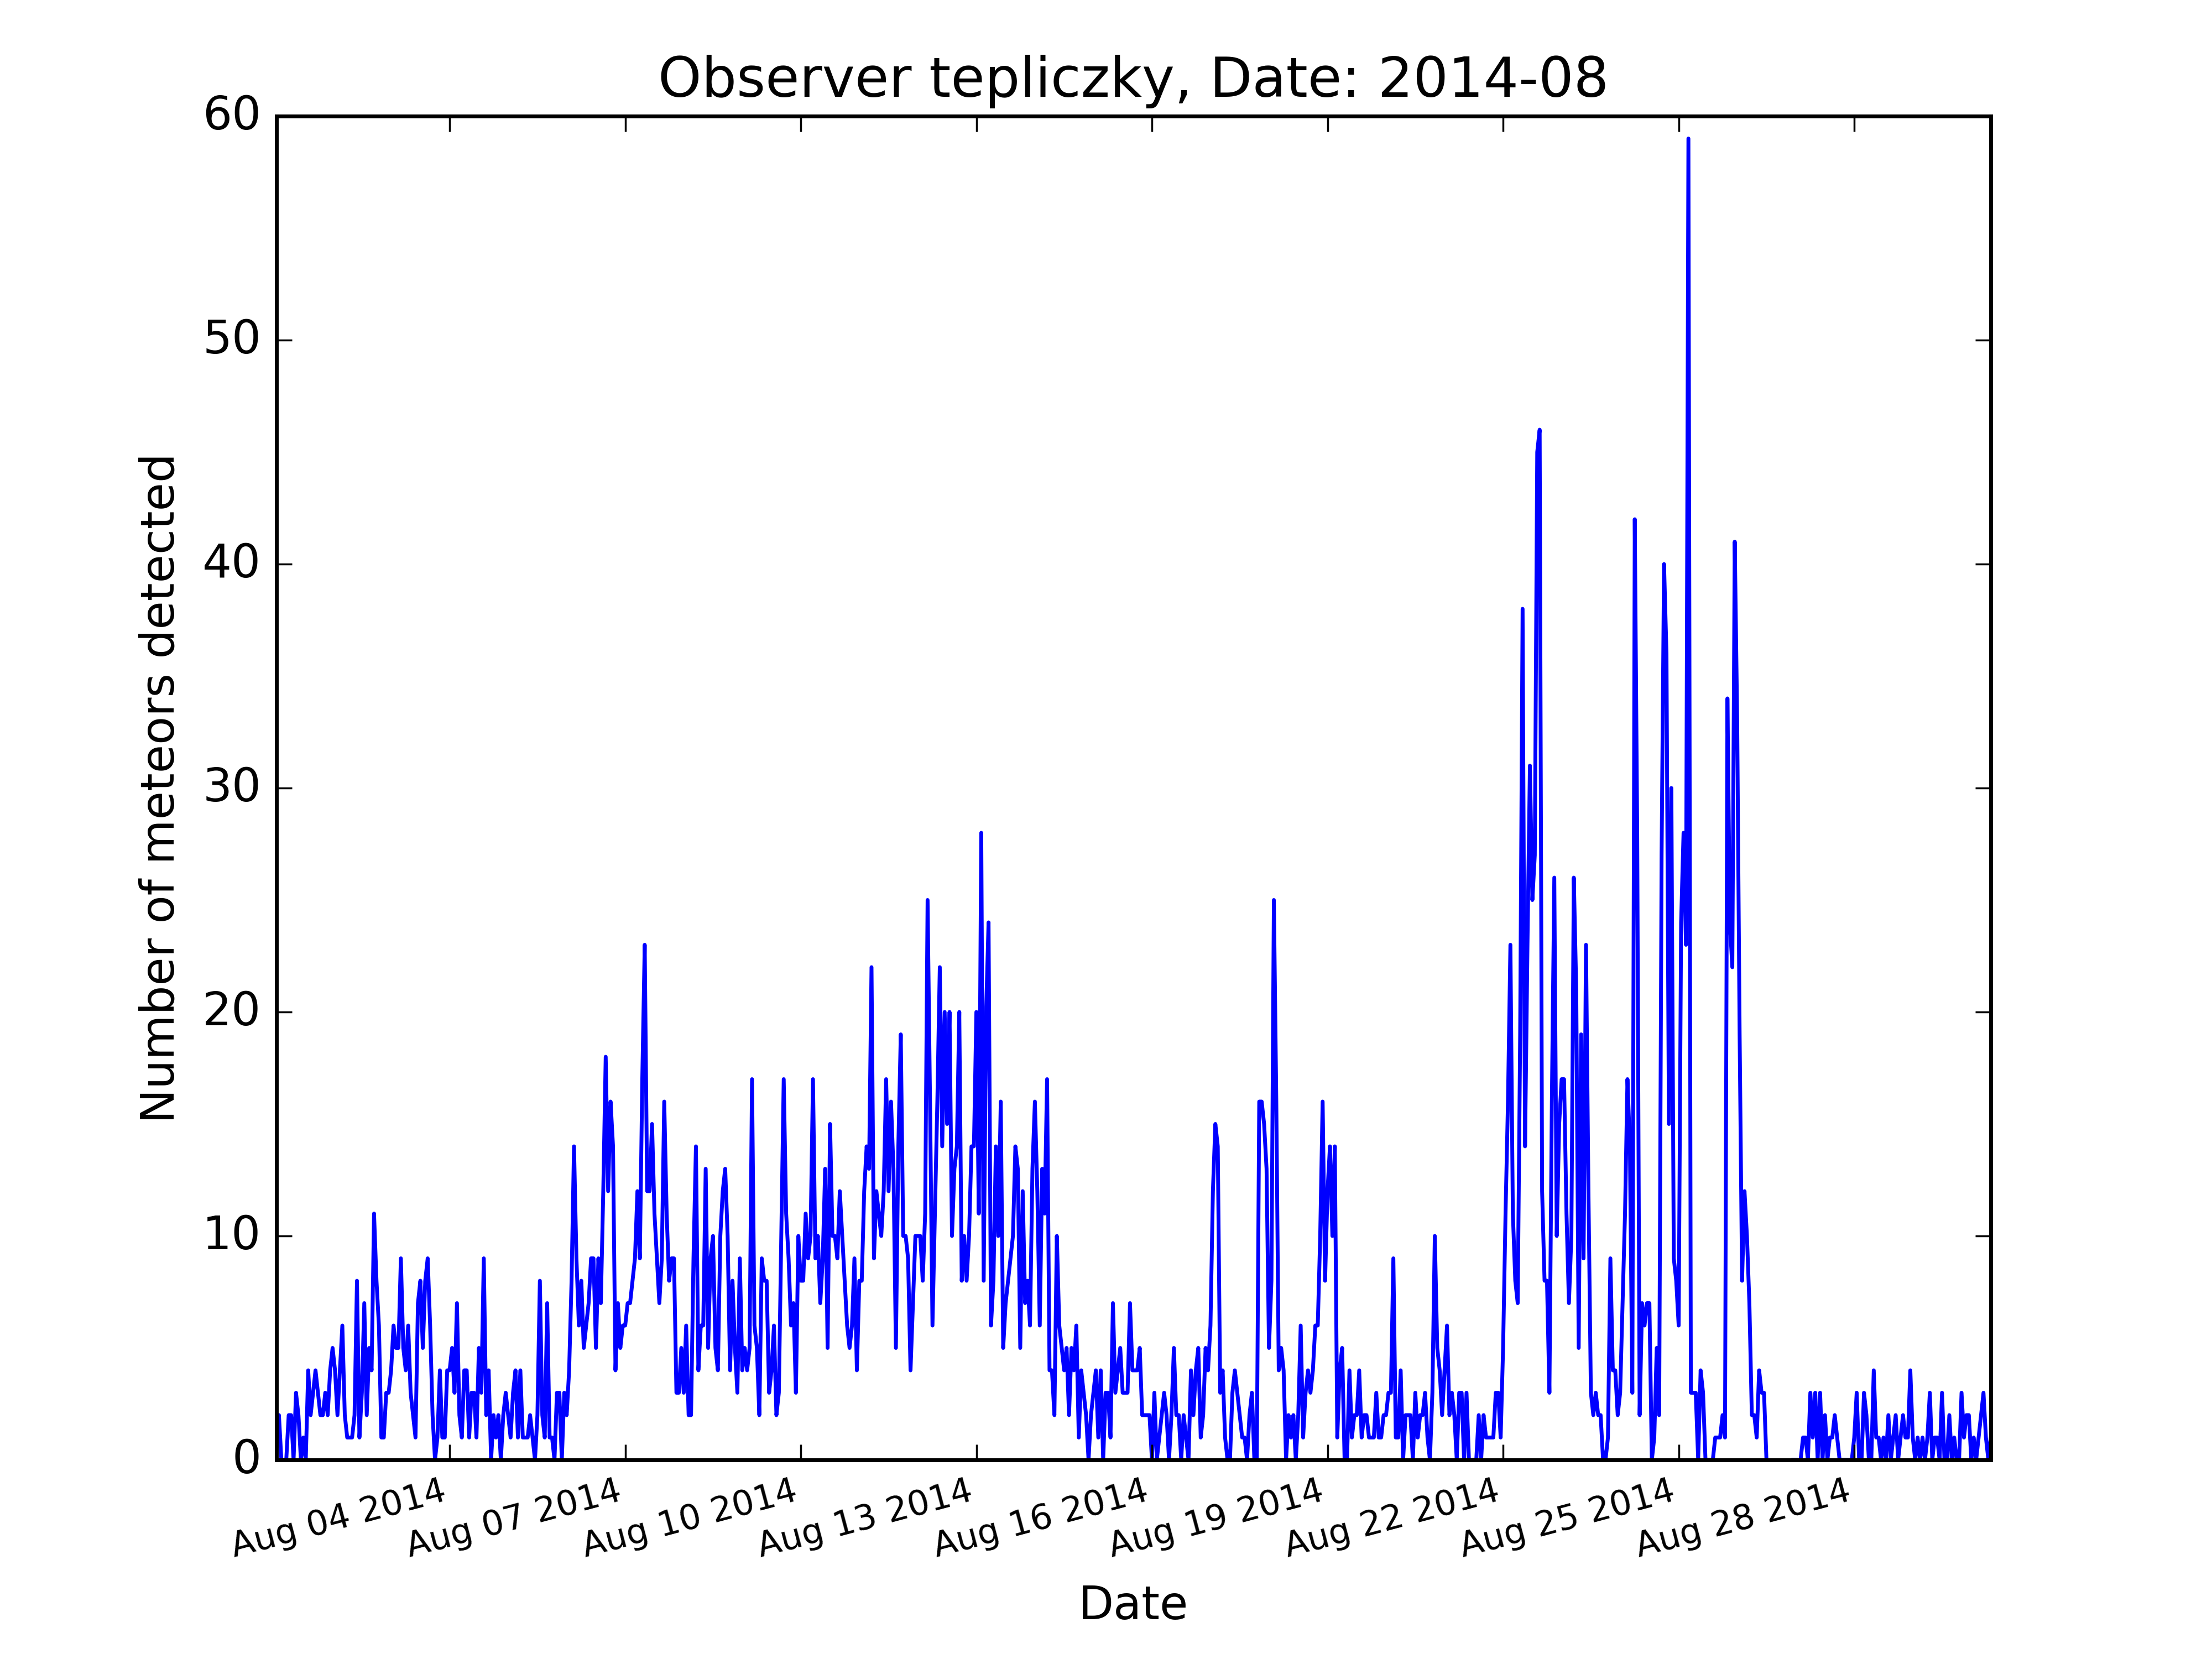 Observer tepliczky, Date: 2014-08
60
50
40
30
20
10
0
Number of meteors detected
Aug 04 2014
Aug 07 2014
Aug 10 2014
Aug 13 2014
Aug 16 2014
Aug 19 2014
Aug 22 2014
Aug 25 2014
Aug 28 2014
Date